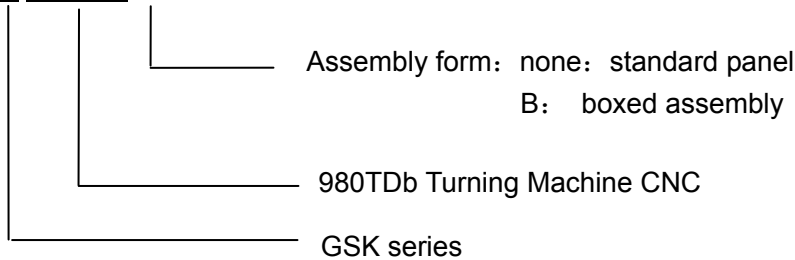 Assembly form：none：standard panel
B： boxed assembly
980TDb Turning Machine CNC
GSK series